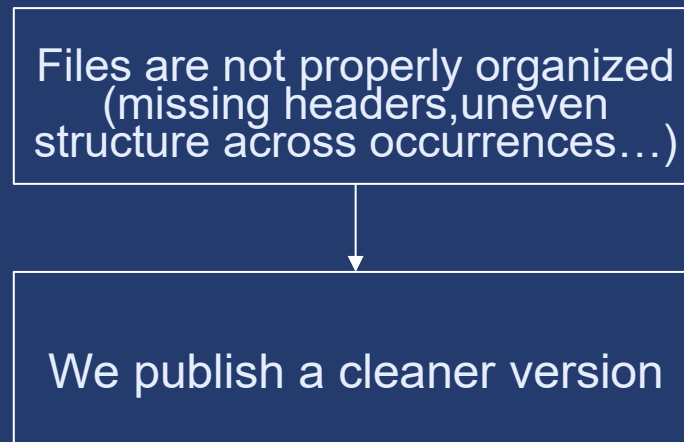 Files are not properly organized
(missing headers,uneven
structure across occurrences…)
We publish a cleaner version